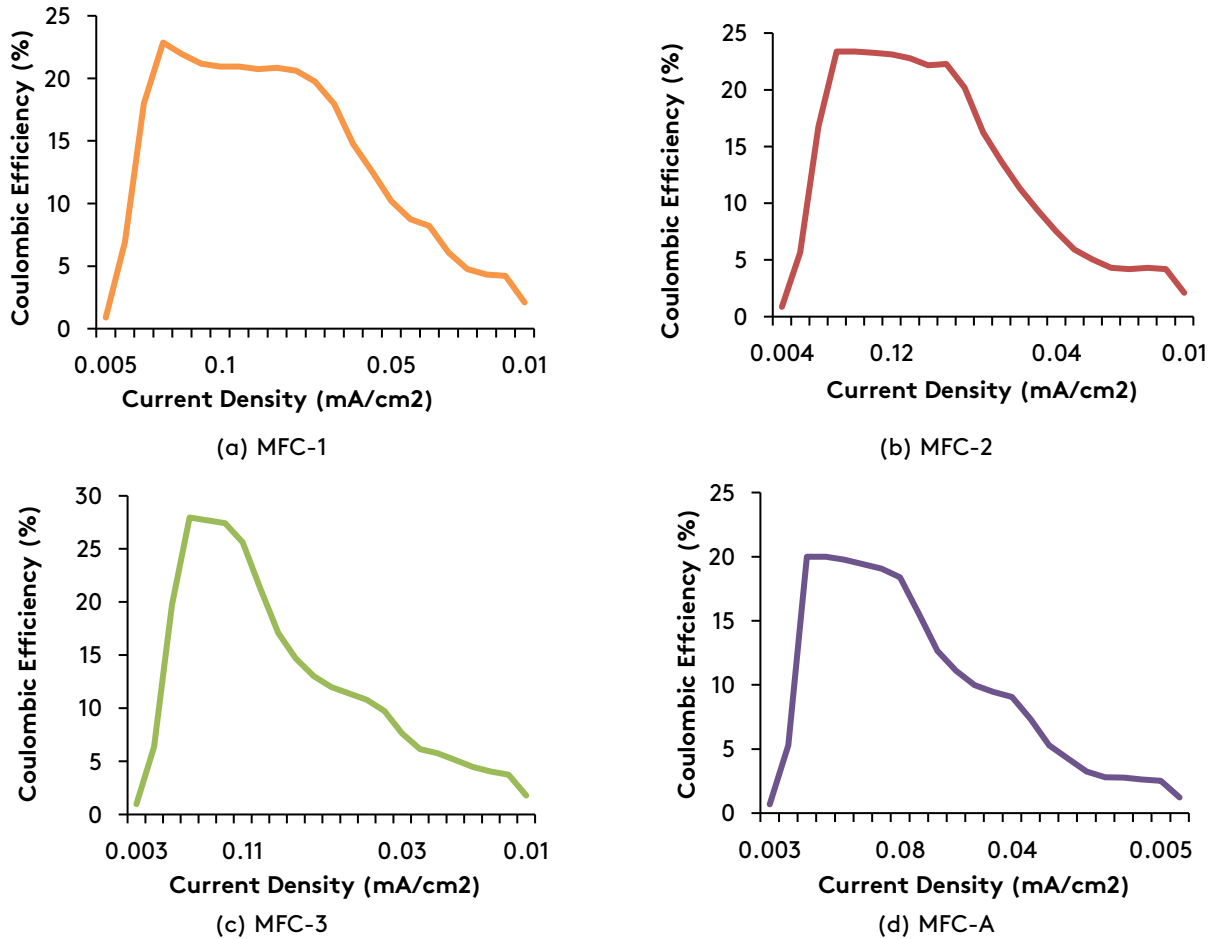 Coulombic Efficiency (%)
25
20
15
10
5
0
0.005 0.1 0.05 0.01
Current Density (mA/cm2)
(a) MFC-1
Coulombic Efficiency (%)
25
20
15
10
5
0
0.004 0.12 0.04 0.01
Current Density (mA/cm2)
(b) MFC-2
Coulombic Efficiency (%)
30
25
20
15
10
5
0
0.003 0.11 0.03 0.01
Current Density (mA/cm2)
(c) MFC-3
Coulombic Effciency (%)
25
20
15
10
5
0
0.003 0.08 0.04 0.005
Current Density (mA/cm2)
(d) MFC-A